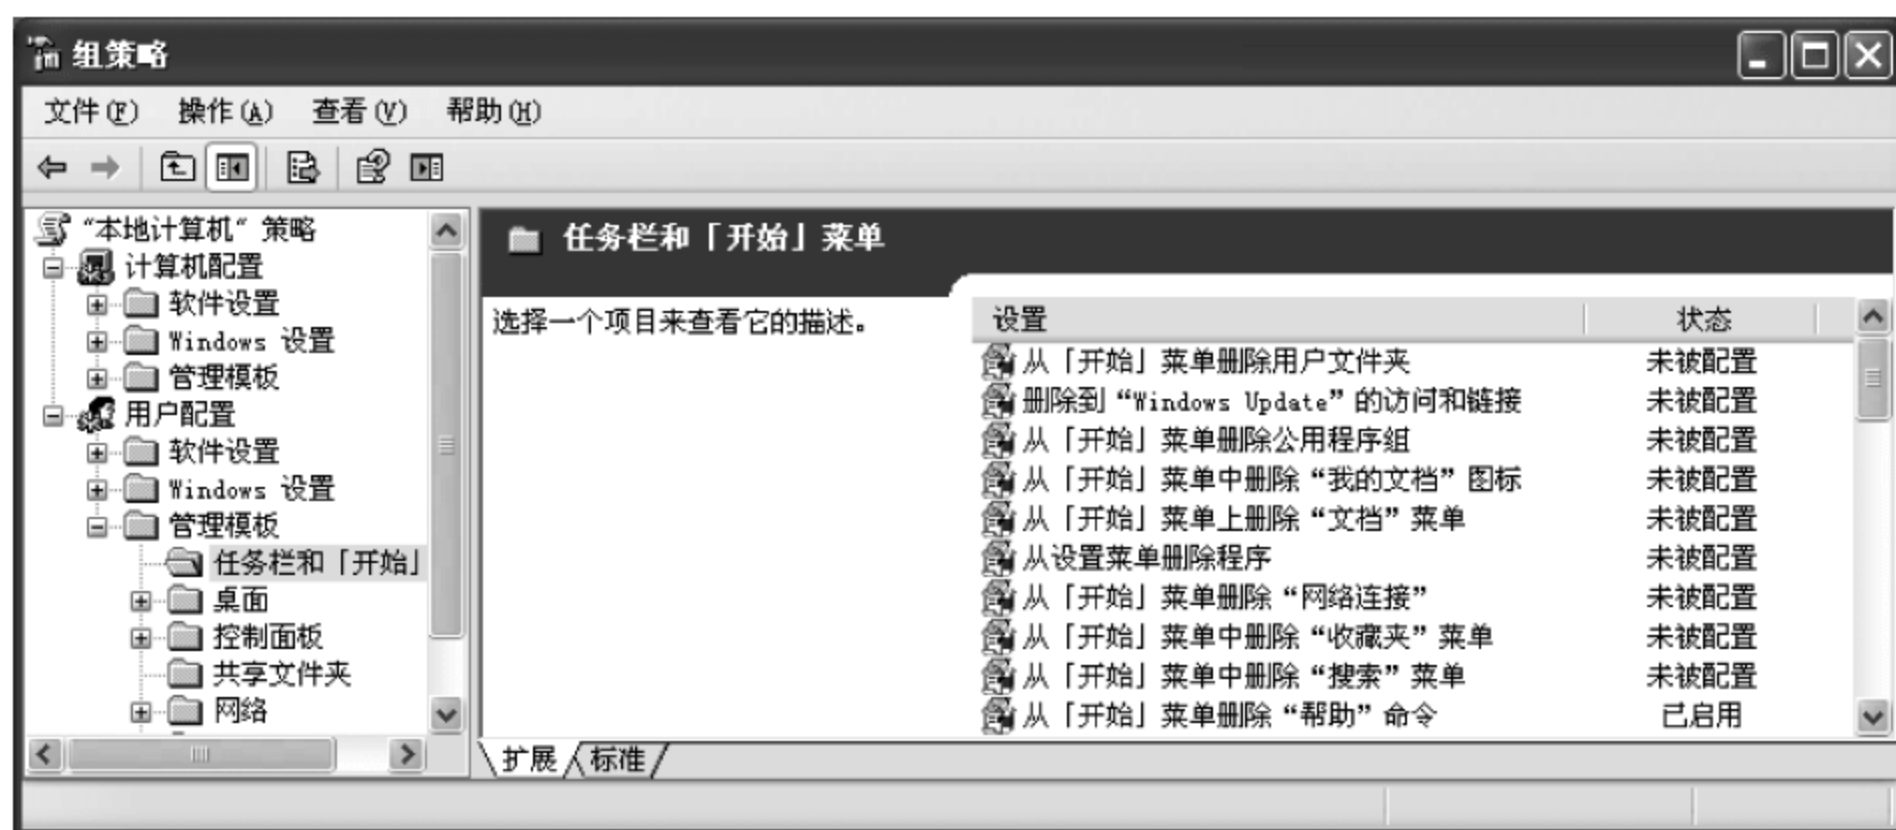 组策略
文件(F) 操作(A) 查看(V) 帮助(H)
“本地计算机”策略
计算机配置
软件设置
Windows 设置
管理模板
用户配置
软件设置
Windows 设置
管理模板
任务栏和「开始」
桌面
控制面板
共享文件夹
网络
任务栏和「开始」菜单
选择一个项目来查看它的描述。
设置 状态
从「开始」菜单删除用户文件夹 未被配置
删除到“Windows Update”的访问和链接 未被配置
从「开始」菜单删除公用程序组 未被配置
从「开始」菜单中删除“我的文档”图标 未被配置
从「开始」菜单上删除“文档”菜单 未被配置
从设置菜单删除程序 未被配置
从「开始」菜单删除“网络连接” 未被配置
从「开始」菜单中删除“收藏夹”菜单 未被配置
从「开始」菜单中删除“搜索”菜单 未被配置
从「开始」菜单删除“帮助”命令 已启用
扩展 标准